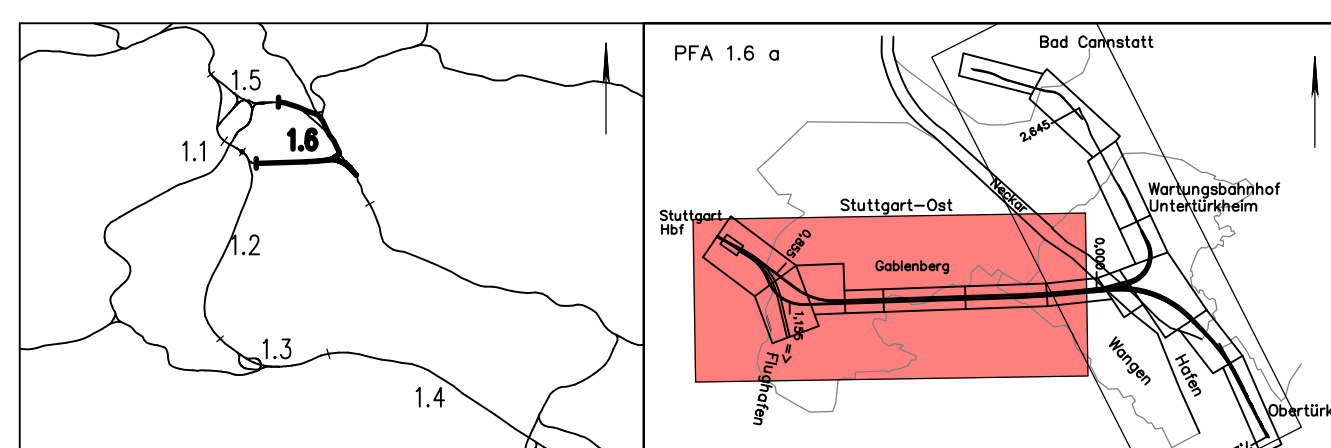 1.5
1.6
1.1
1.2
1.3
1.4
PFA 1.6 a
Bad Cannstatt
2,645
Neckar
Wartungsbahnhof
Untertürkheim
Stuttgart-Ost
Stuttgart
Hbf
0,855
0,000
Gablenberg
1,156
=> Flughafen
Wangen
Hafen